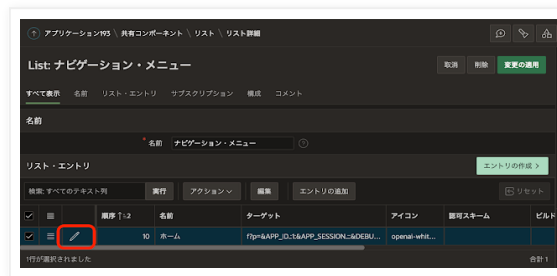 アプリケーション193 \ 共有コンポーネント \ リスト \ リスト詳細
List: ナビゲーション・メニュー
取消 削除 変更の適用
すべて表示 名前 リスト・エントリ サブスクリプション 構成 コメント
名前
* 名前 ナビゲーション・メニュー
リスト・エントリ エントリの作成 >
検索: すべてのテキスト列 実行 アクション 編集 エントリの追加 リセット
順序 ↑2 名前 ターゲット アイコン 認可スキーム ビルド
10 ホーム f?p=&APP_ID.:1:&APP_SESSION.::&DEBU... openai-whit...
1行が選択されました 合計 1